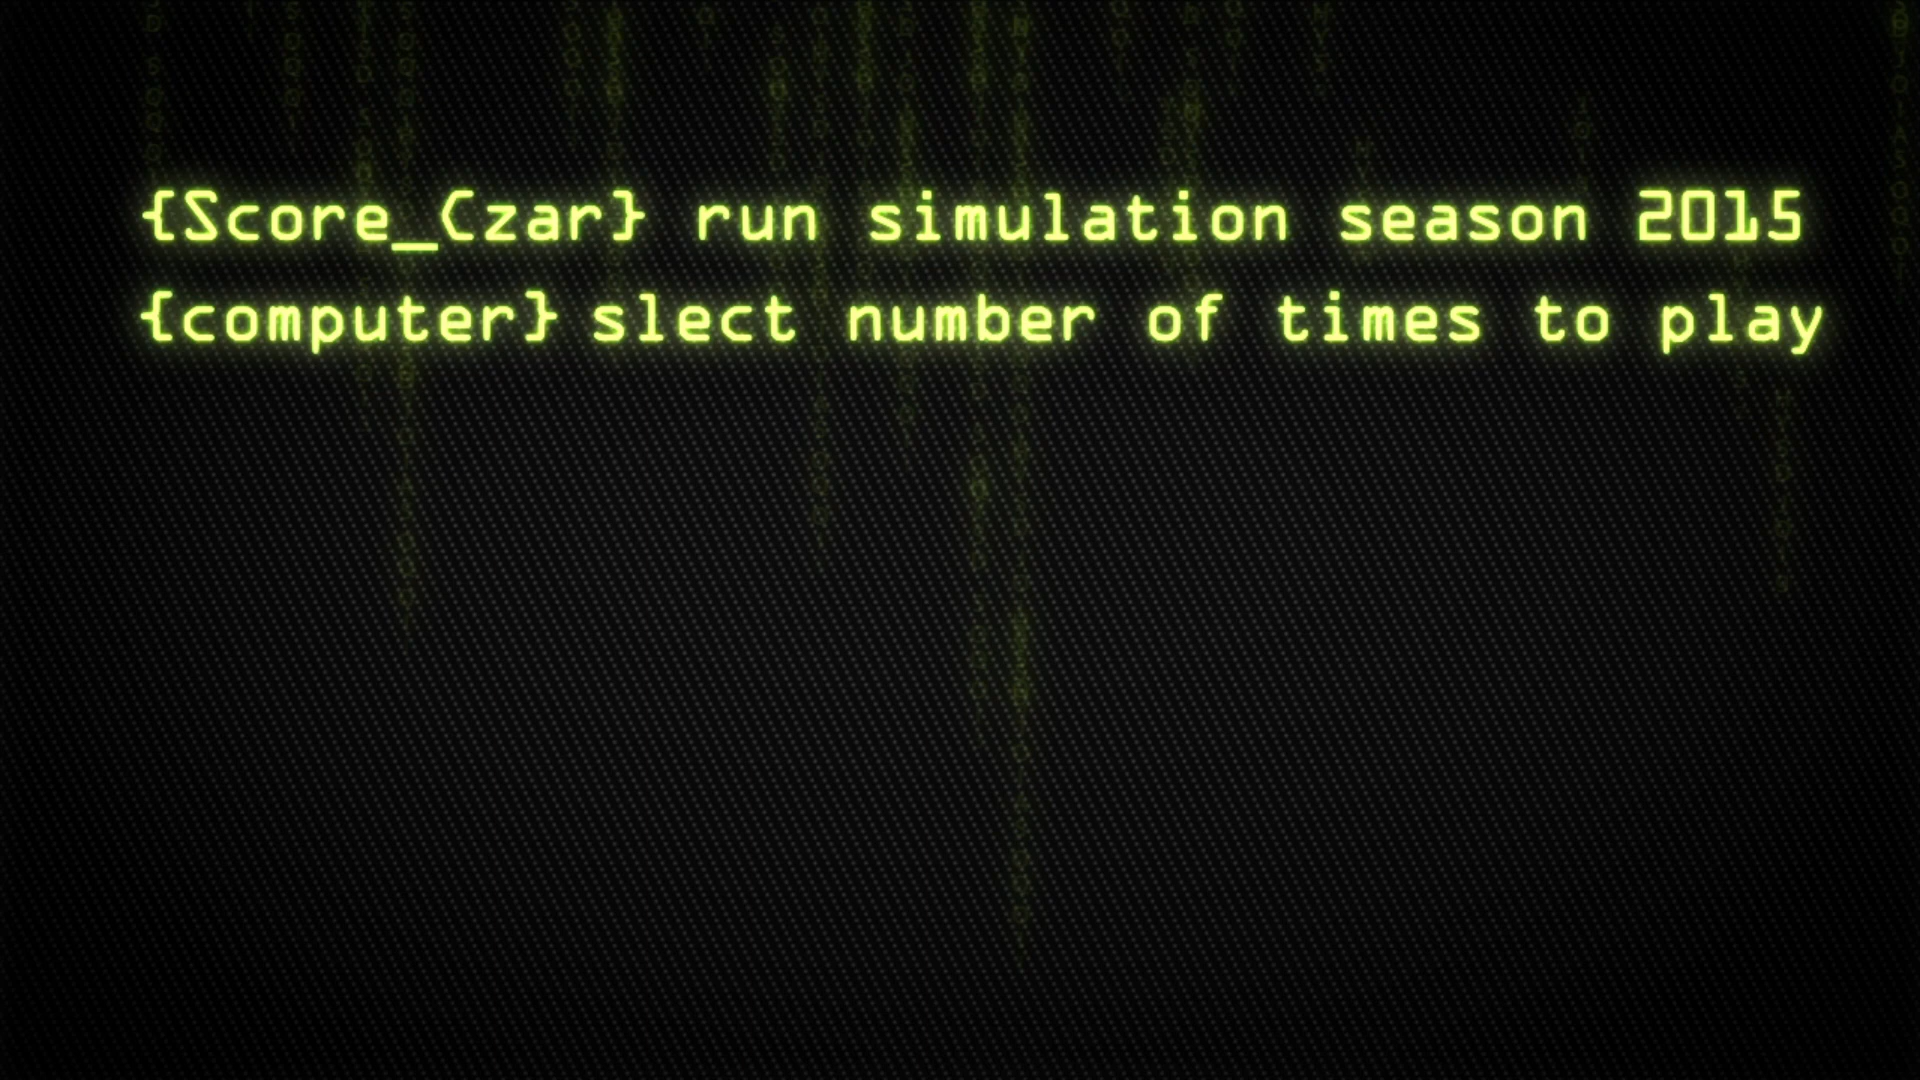 {Score_Czar} run simulation season 2015
{computer} slect number of times to play